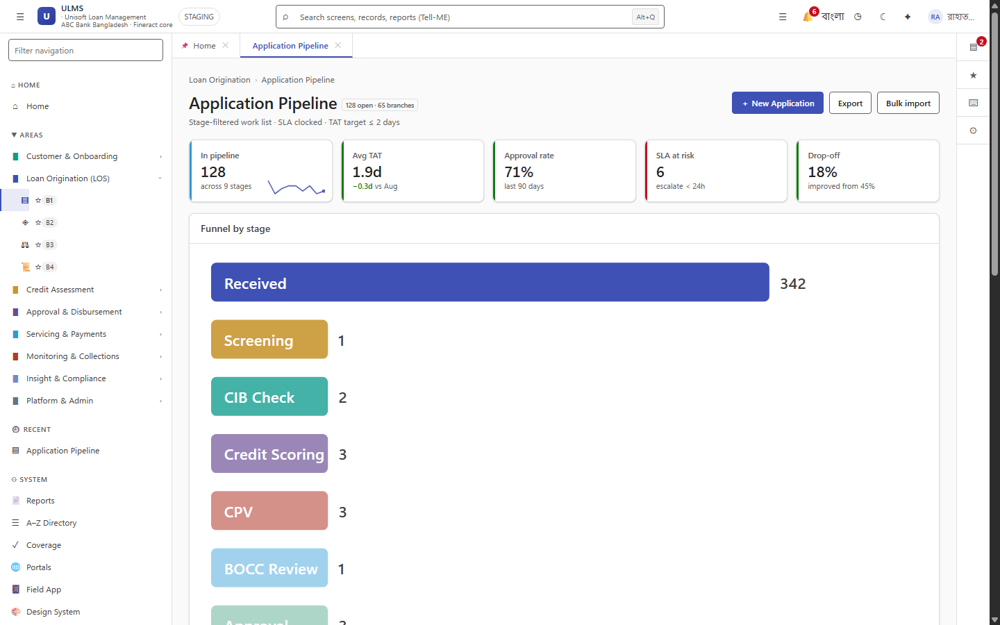 ULMS
· Unisoft Loan Management
ABC Bank Bangladesh · Fineract core
STAGING
Search screens, records, reports (Tell-ME)
Alt+Q
6
বাংলা
RA
রাহাত...
Filter navigation
HOME
Home
AREAS
Customer & Onboarding
Loan Origination (LOS)
B1
B2
B3
B4
Credit Assessment
Approval & Disbursement
Servicing & Payments
Monitoring & Collections
Insight & Compliance
Platform & Admin
RECENT
Application Pipeline
SYSTEM
Reports
A–Z Directory
Coverage
Portals
Field App
Design System
Home
Application Pipeline
2
Loan Origination › Application Pipeline
Application Pipeline
128 open · 65 branches
Stage-filtered work list · SLA clocked · TAT target ≤ 2 days
+ New Application
Export
Bulk import
In pipeline
128
across 9 stages
Avg TAT
1.9d
−0.3d vs Aug
Approval rate
71%
last 90 days
SLA at risk
6
escalate < 24h
Drop-off
18%
improved from 45%
Funnel by stage
Received 342
Screening 1
CIB Check 2
Credit Scoring 3
CPV 3
BOCC Review 1
Approval